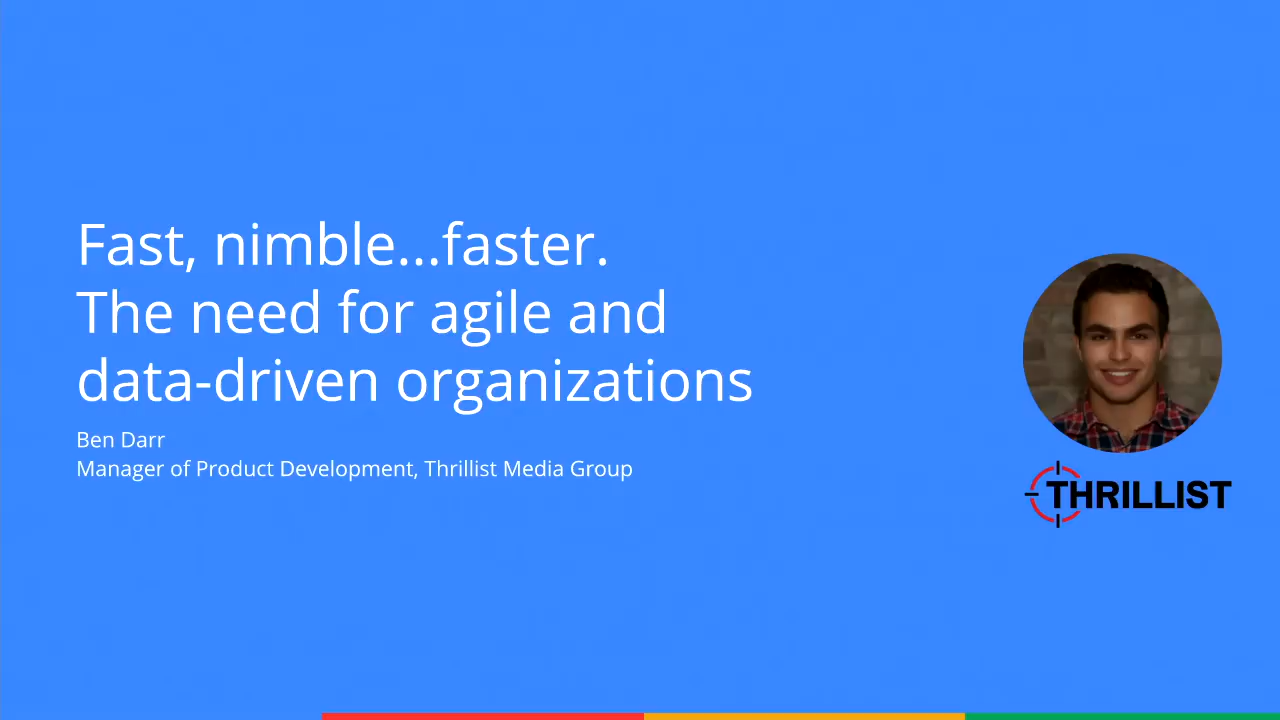 Fast, nimble...faster.
The need for agile and
data-driven organizations
Ben Darr
Manager of Product Development, Thrillist Media Group
THRILLIST